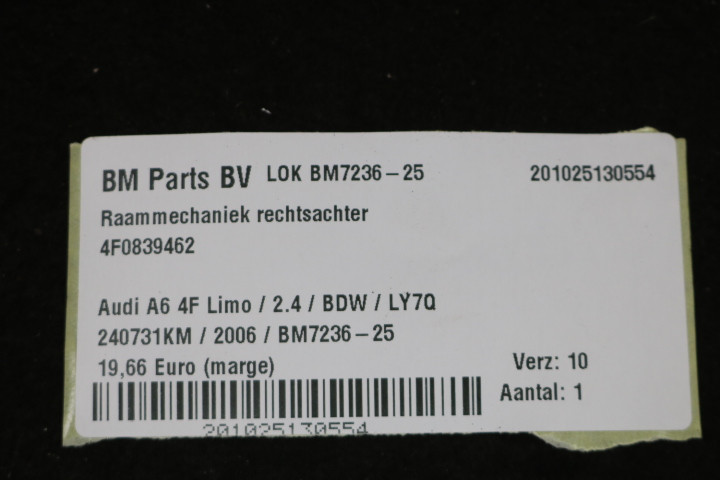 BM Parts BV LOK BM7236-25 201025130554
Raammechaniek rechtsachter
4F0839462
Audi A6 4F Limo / 2.4 / BDW / LY7Q
240731KM / 2006 / BM7236-25
19,66 Euro (marge) Verz: 10
Aantal: 1
201025130554